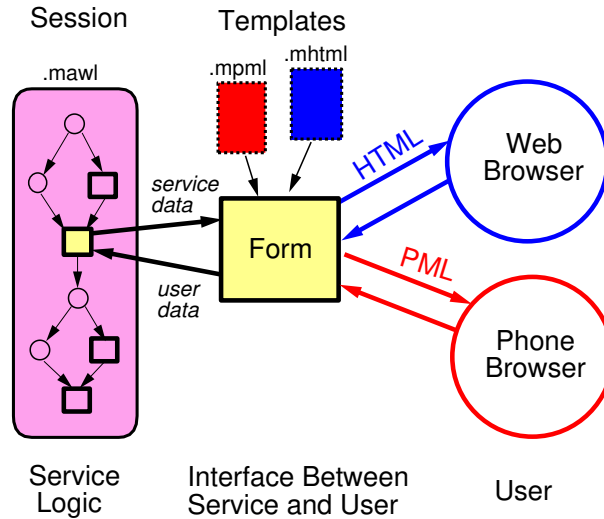 Session
Templates
.mawl
.mpml
.mhtml
service
data
user
data
Form
HTML
PML
Web
Browser
Phone
Browser
Service
Logic
Interface Between
Service and User
User